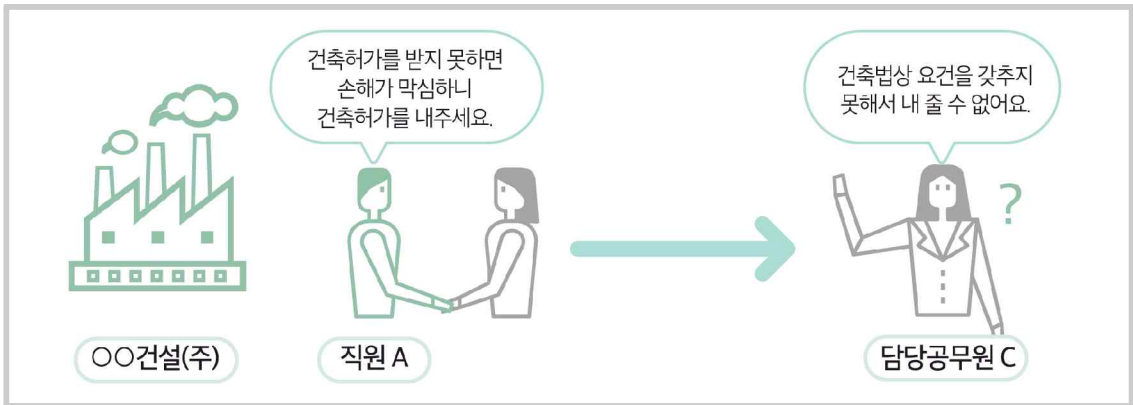 건축허가를 받지 못하면
손해가 막심하니
건축허가를 내주세요.
건축법상 요건을 갖추지
못해서 내 줄 수 없어요.
?
○○건설(주)
직원 A
담당공무원 C